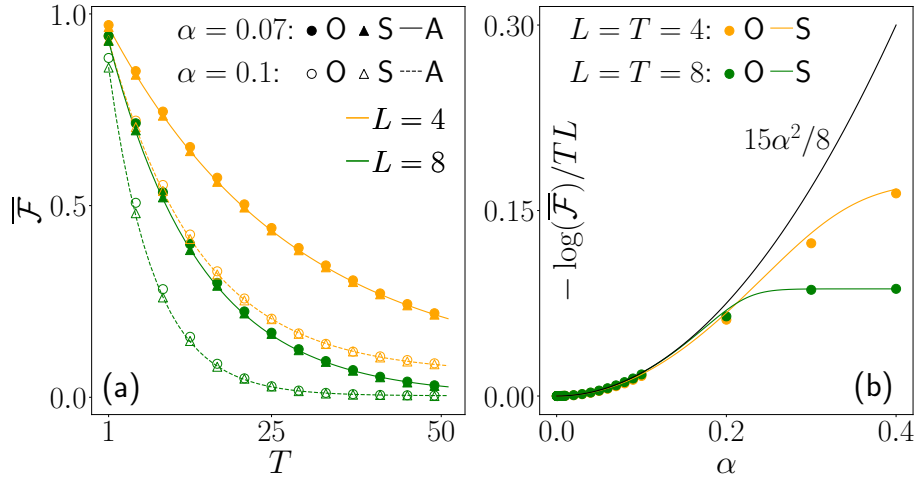 α = 0.07: O S A
α = 0.1: O S A
L = 4
L = 8
1.0
0.5
0.0
ℱ̅
(a)
1 25 50
T
L = T = 4: O S
L = T = 8: O S
15α²/8
0.30
0.15
0.00
− log(ℱ̅)/TL
(b)
0.0 0.2 0.4
α